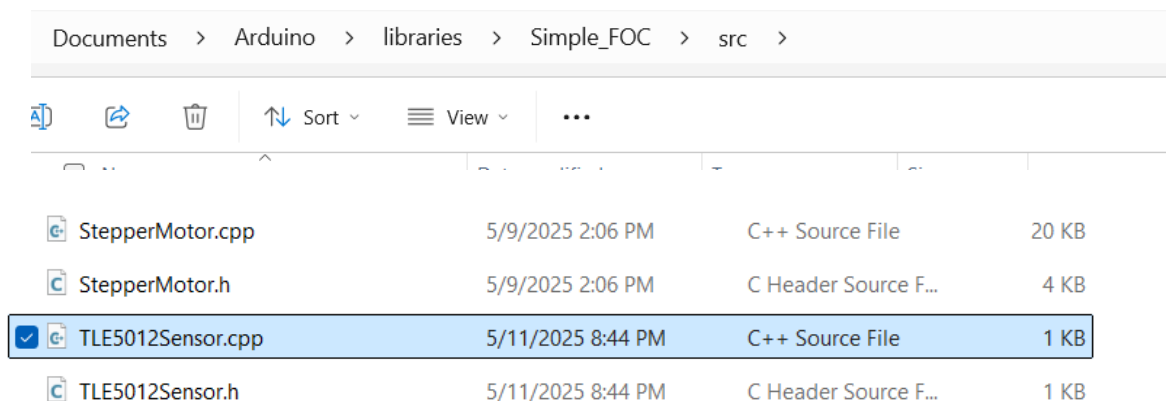 Documents > Arduino > libraries > Simple_FOC > src >
Sort View ...
StepperMotor.cpp 5/9/2025 2:06 PM C++ Source File 20 KB
StepperMotor.h 5/9/2025 2:06 PM C Header Source F... 4 KB
TLE5012Sensor.cpp 5/11/2025 8:44 PM C++ Source File 1 KB
TLE5012Sensor.h 5/11/2025 8:44 PM C Header Source F... 1 KB